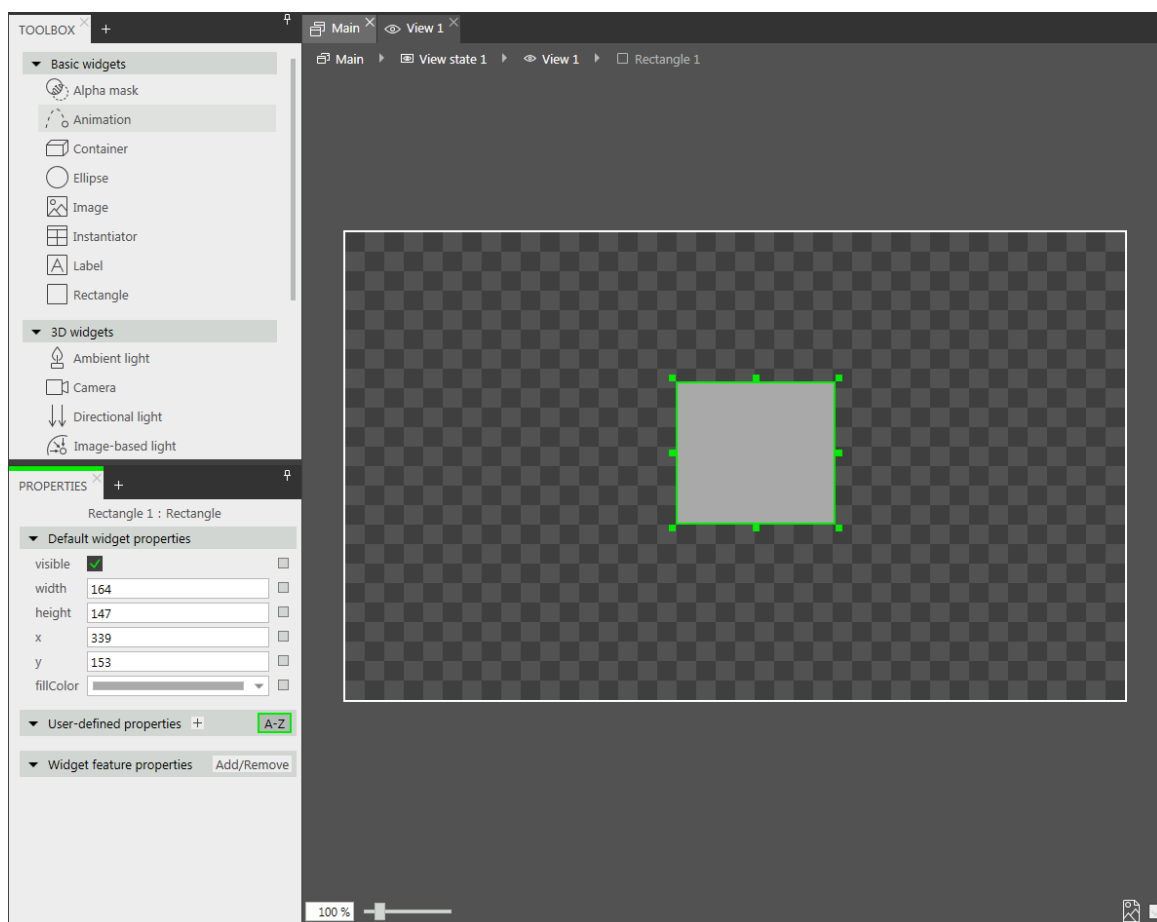 TOOLBOX
Basic widgets
Alpha mask
Animation
Container
Ellipse
Image
Instantiator
Label
Rectangle
3D widgets
Ambient light
Camera
Directional light
Image-based light
PROPERTIES
Rectangle 1 : Rectangle
Default widget properties
visible
width 164
height 147
x 339
y 153
fillColor
User-defined properties + A-Z
Widget feature properties Add/Remove
Main View 1
Main View state 1 View 1 Rectangle 1
100 %